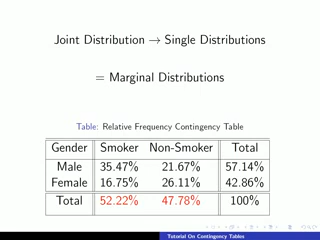 Joint Distribution → Single Distributions
= Marginal Distributions
Table: Relative Frequency Contingency Table
Gender Smoker Non-Smoker Total
Male 35.47% 21.67% 57.14%
Female 16.75% 26.11% 42.86%
Total 52.22% 47.78% 100%
Tutorial On Contingency Tables